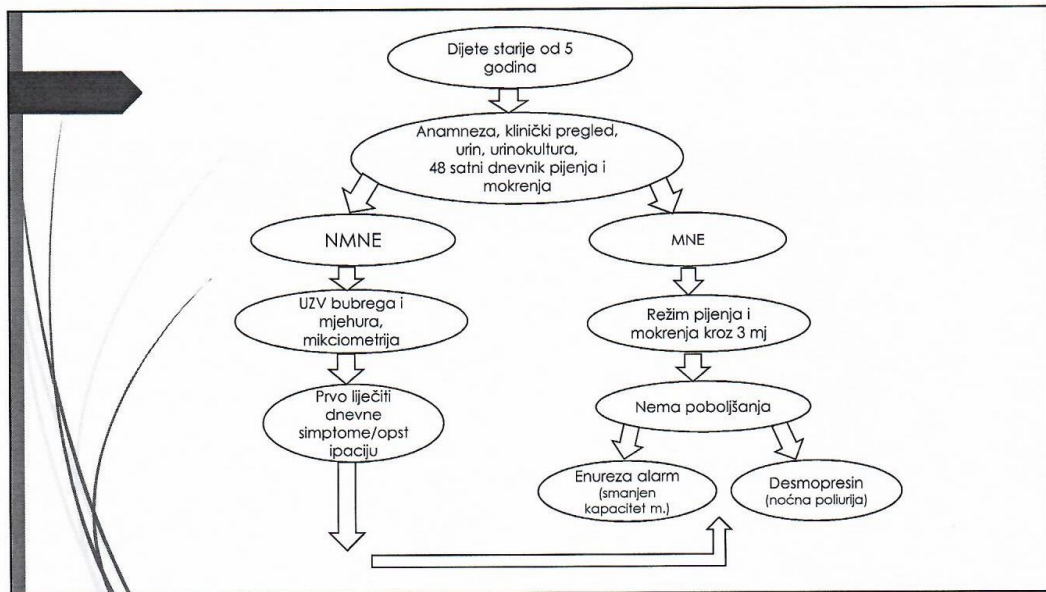 Dijete starije od 5
godina
Anamneza, klinički pregled,
urin, urinokultura,
48 satni dnevnik pijenja i
mokrenja
NMNE
MNE
UZV bubrega i
mjehura,
mikciometrija
Režim pijenja i
mokrenja kroz 3 mj
Prvo liječiti
dnevne
simptome/opst
ipaciju
Nema poboljšanja
Enureza alarm
(smanjen
kapacitet m.)
Desmopresin
(noćna poliurija)